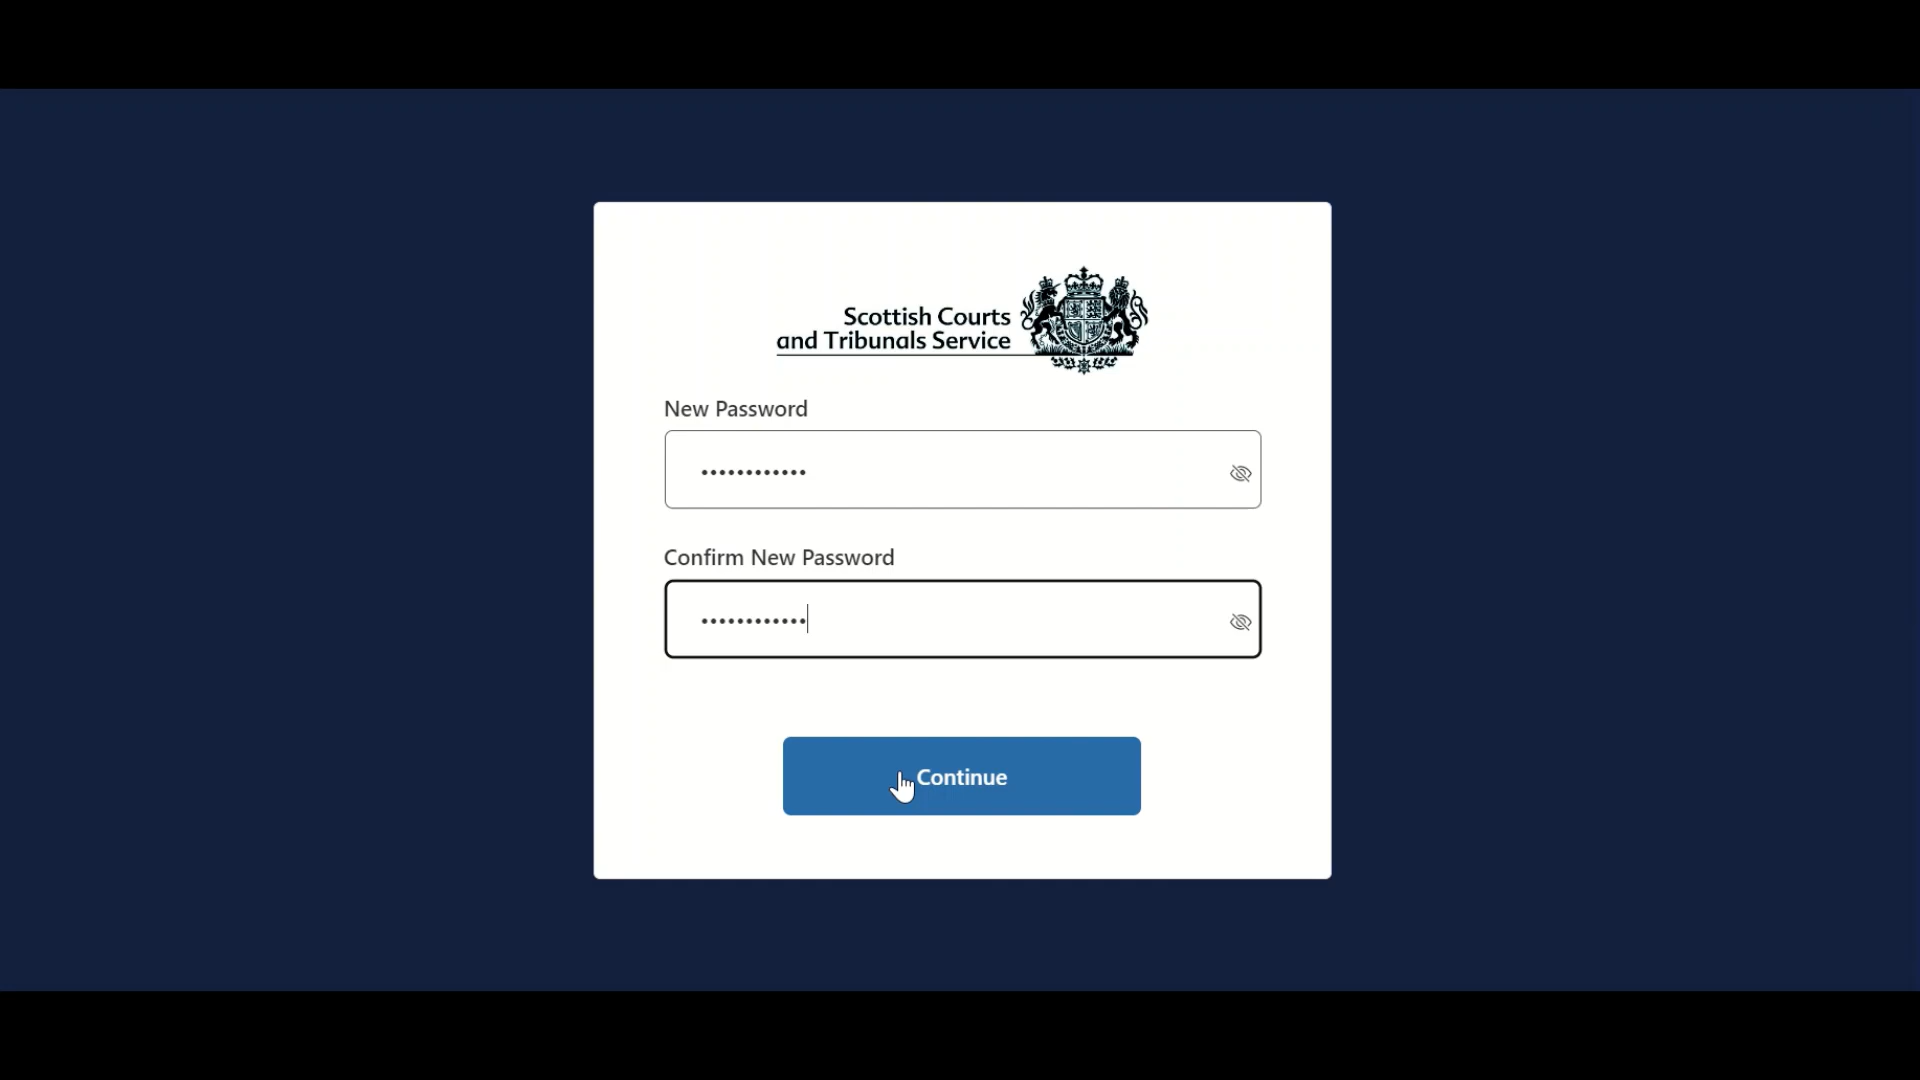 Scottish Courts
and Tribunals Service
New Password
••••••••••••
Confirm New Password
••••••••••••
Continue